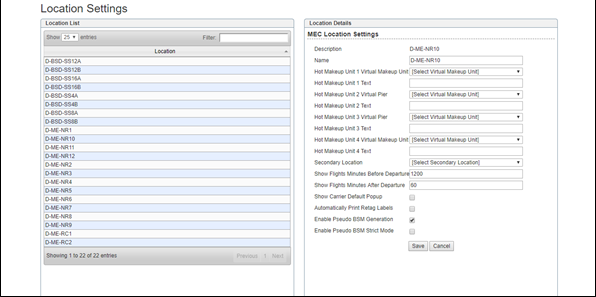 Location Settings
Location List
Show 25 entries
Filter:
Location
D-BSD-SS12A
D-BSD-SS12B
D-BSD-SS16A
D-BSD-SS16B
D-BSD-SS4A
D-BSD-SS4B
D-BSD-SS8A
D-BSD-SS8B
D-ME-NR1
D-ME-NR10
D-ME-NR11
D-ME-NR12
D-ME-NR2
D-ME-NR3
D-ME-NR4
D-ME-NR5
D-ME-NR6
D-ME-NR7
D-ME-NR8
D-ME-NR9
D-ME-RC1
D-ME-RC2
Showing 1 to 22 of 22 entries
Previous 1 Next
Location Details
MEC Location Settings
Description D-ME-NR10
Name D-ME-NR10
Hot Makeup Unit 1 Virtual Makeup Unit [Select Virtual Makeup Unit]
Hot Makeup Unit 1 Text
Hot Makeup Unit 2 Virtual Pier [Select Virtual Makeup Unit]
Hot Makeup Unit 2 Text
Hot Makeup Unit 3 Virtual Pier [Select Virtual Makeup Unit]
Hot Makeup Unit 3 Text
Hot Makeup Unit 4 Virtual Makeup Unit [Select Virtual Makeup Unit]
Hot Makeup Unit 4 Text
Secondary Location [Select Secondary Location]
Show Flights Minutes Before Departure 1200
Show Flights Minutes After Departure 60
Show Carrier Default Popup
Automatically Print Retag Labels
Enable Pseudo BSM Generation
Enable Pseudo BSM Strict Mode
Save Cancel